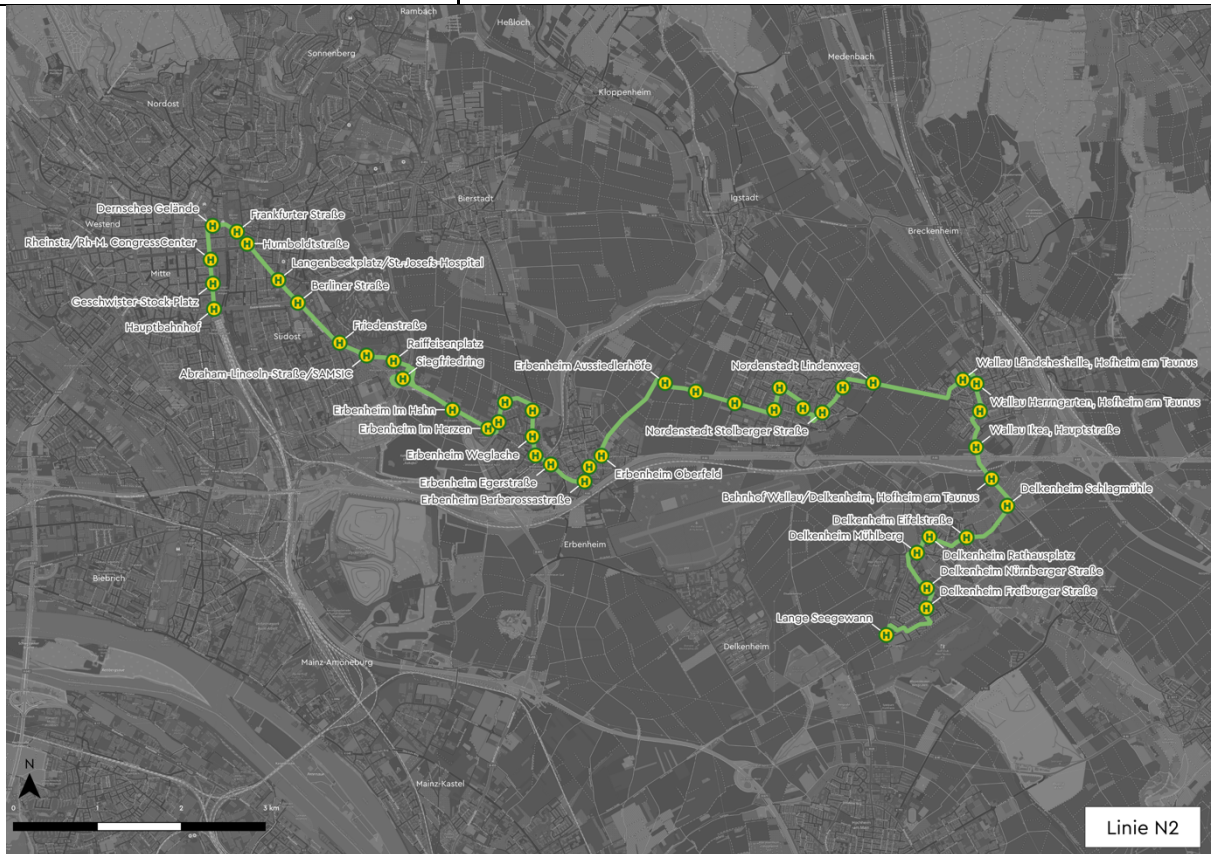 Rambach
Heßloch
Sonnenberg
Medenbach
Kloppenheim
Nordost
Bierstadt
Igstadt
Dernsches Gelände
Frankfurter Straße
Westend
Breckenheim
Rheinstr./Rh-M. CongressCenter
Humboldtstraße
Mitte
Langenbeckplatz/St.-Josefs-Hospital
Geschwister-Stock-Platz
Berliner Straße
Hauptbahnhof
Friedenstraße
Südost
Raiffeisenplatz
Siegfriedring
Abraham-Lincoln-Straße/SAMSIC
Erbenheim Aussiedlerhöfe
Nordenstadt Lindenweg
Wallau Ländcheshalle, Hofheim am Taunus
Wallau Herrngarten, Hofheim am Taunus
Erbenheim Im Hahn
Erbenheim Im Herzen
Nordenstadt Stolberger Straße
Wallau Ikea, Hauptstraße
Erbenheim Weglache
Erbenheim Oberfeld
Erbenheim Egerstraße
Erbenheim Barbarossastraße
Bahnhof Wallau/Delkenheim, Hofheim am Taunus
Delkenheim Schlagmühle
Delkenheim Eifelstraße
Delkenheim Mühlberg
Erbenheim
Delkenheim Rathausplatz
Delkenheim Nürnberger Straße
Biebrich
Delkenheim Freiburger Straße
Lange Seegewann
Delkenheim
Mainz-Amöneburg
N
Mainz-Kastel
0 1 2 3 km
Linie N2